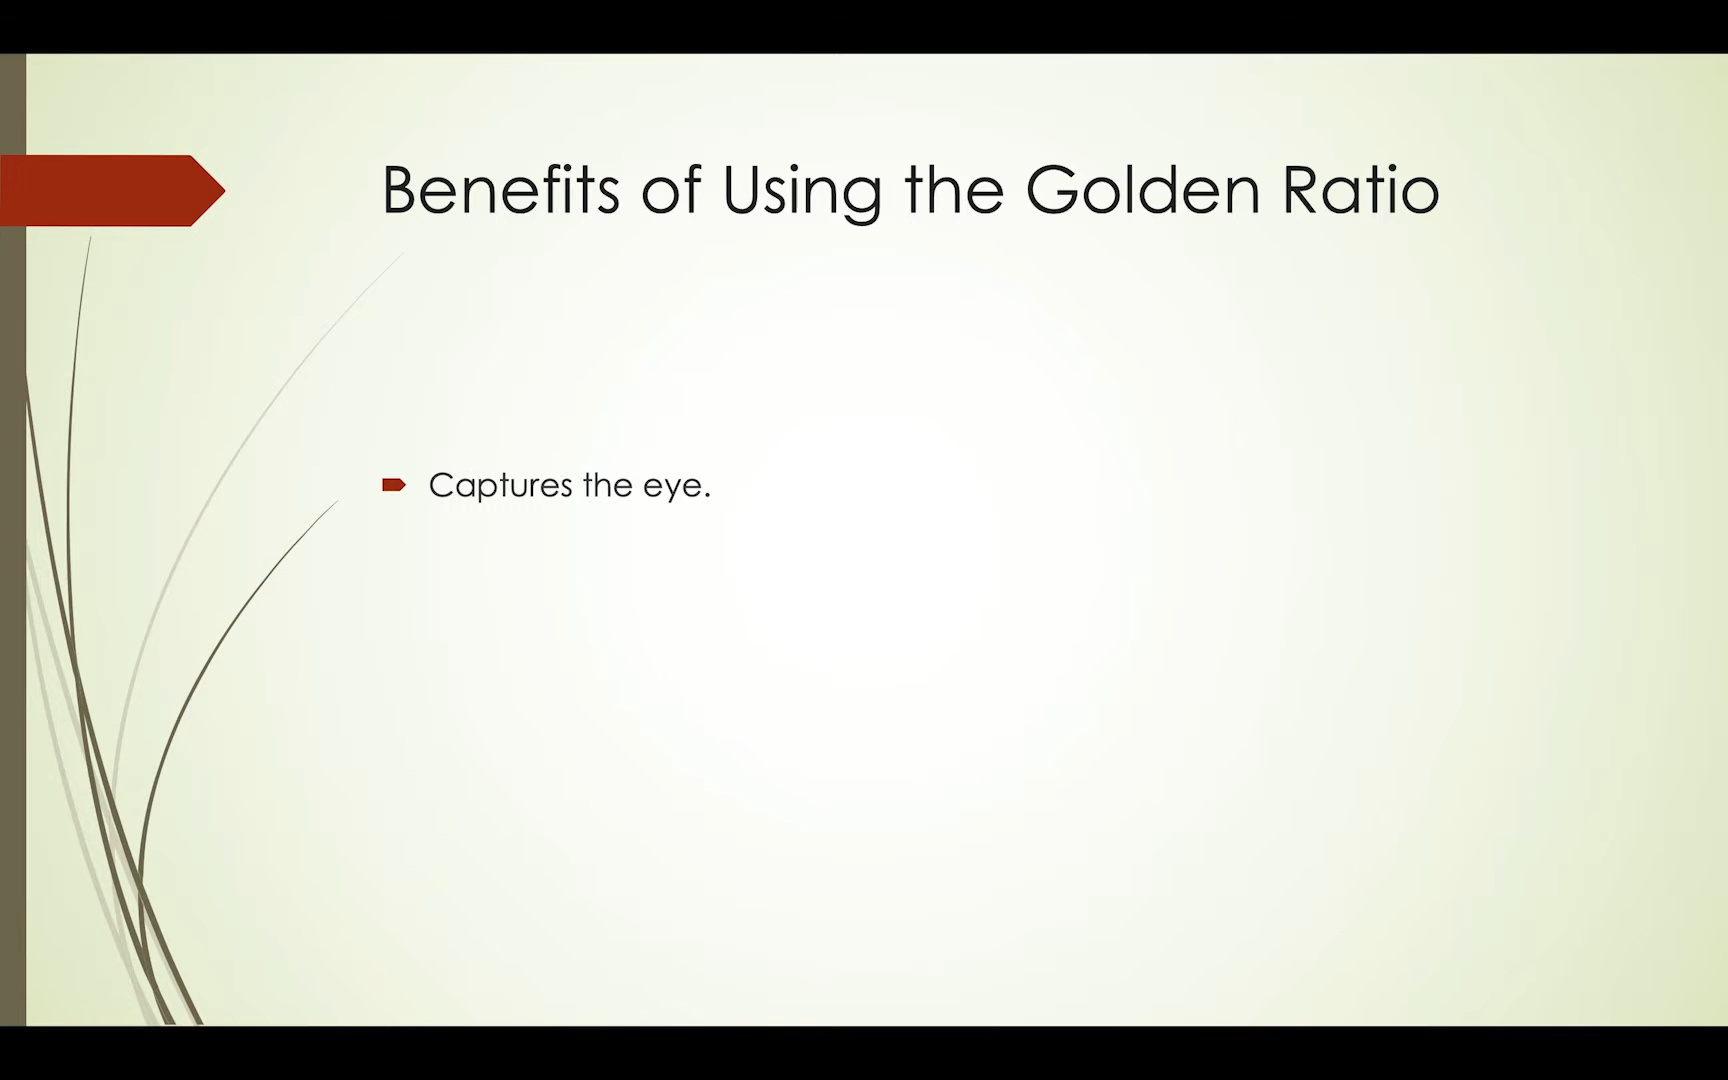 Benefits of Using the Golden Ratio
Captures the eye.